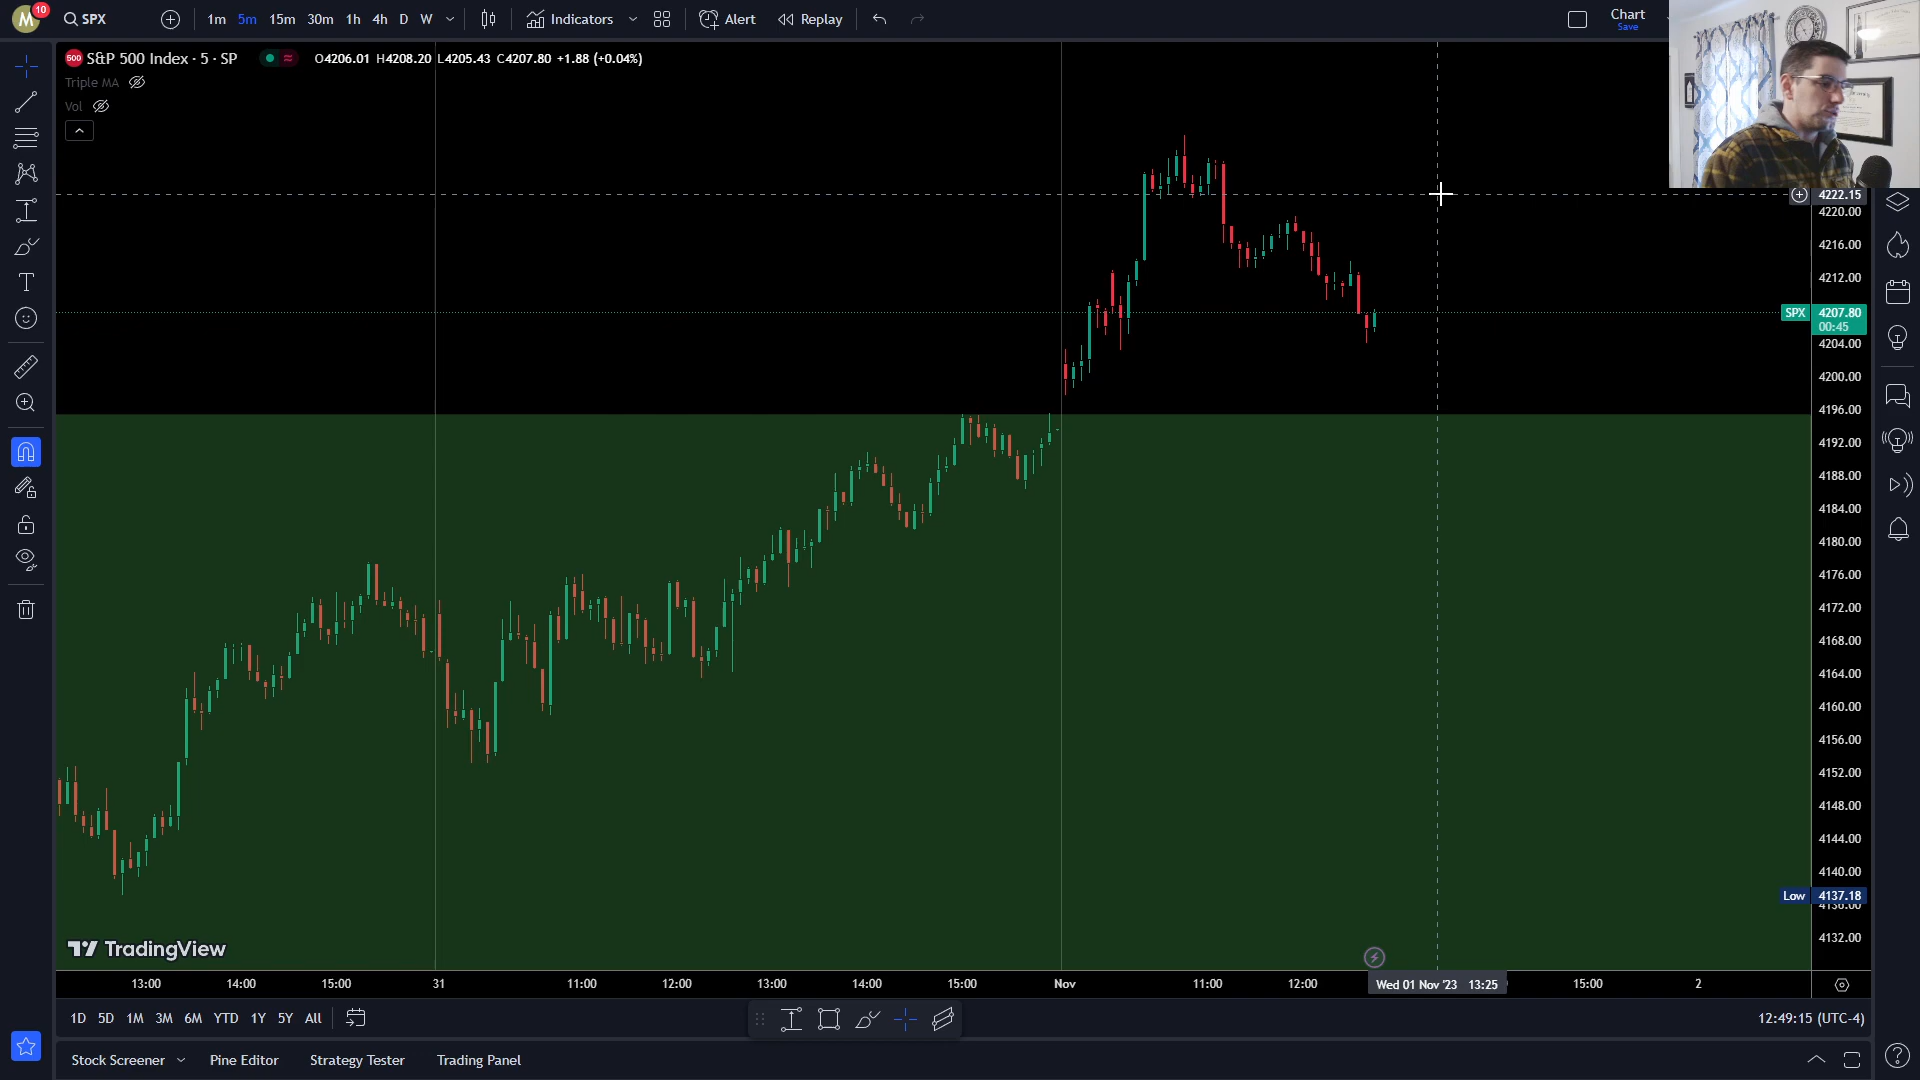 M 10 SPX 1m 5m 15m 30m 1h 4h D W Indicators Alert Replay Chart
Save
500 S&P 500 Index · 5 · SP O4206.01 H4208.20 L4205.43 C4207.80 +1.88 (+0.04%)
Triple MA
Vol
4222.15
4220.00
4216.00
4212.00
SPX 4207.80
00:45
4204.00
4200.00
4196.00
4192.00
4188.00
4184.00
4180.00
4176.00
4172.00
4168.00
4164.00
4160.00
4156.00
4152.00
4148.00
4144.00
4140.00
Low 4137.18
4136.00
4132.00
TradingView
13:00 14:00 15:00 31 11:00 12:00 13:00 14:00 15:00 Nov 11:00 12:00 Wed 01 Nov '23 13:25 15:00 2
1D 5D 1M 3M 6M YTD 1Y 5Y All 12:49:15 (UTC-4)
Stock Screener Pine Editor Strategy Tester Trading Panel